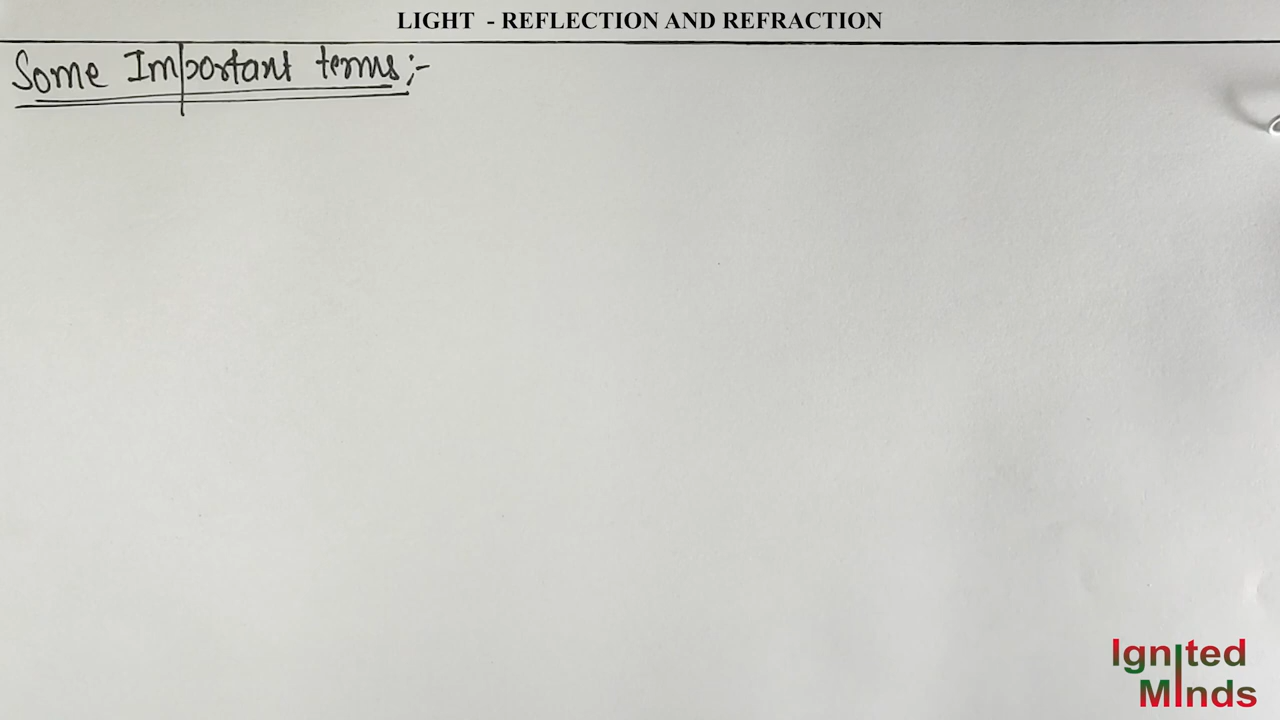 LIGHT - REFLECTION AND REFRACTION
Some Important terms :-
Ignited
Minds